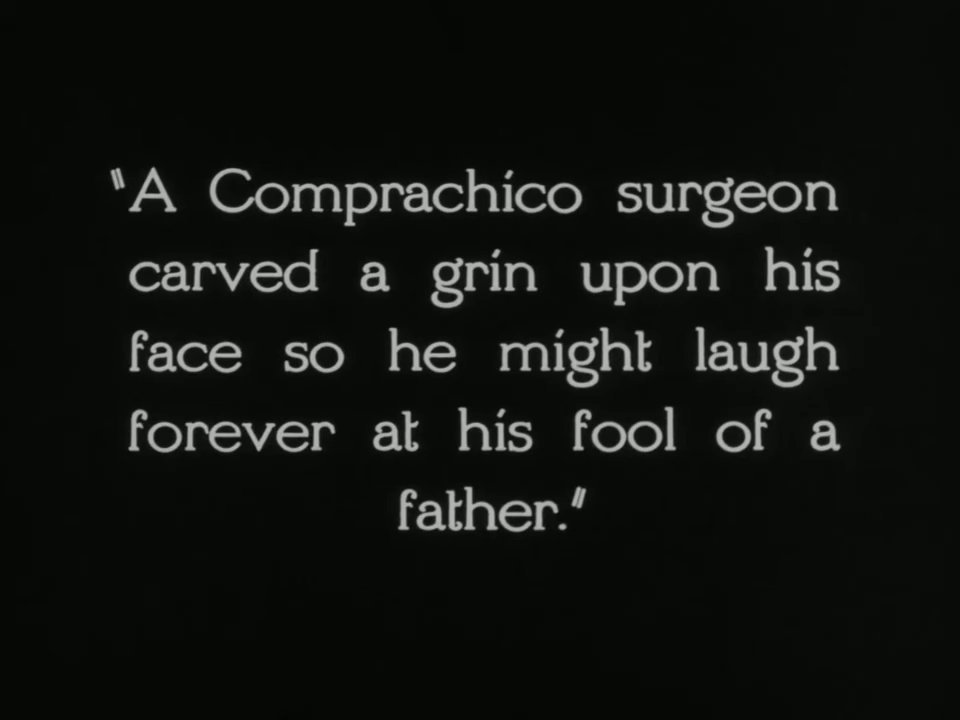 "A Comprachico surgeon
carved a grin upon his
face so he might laugh
forever at his fool of a
father."